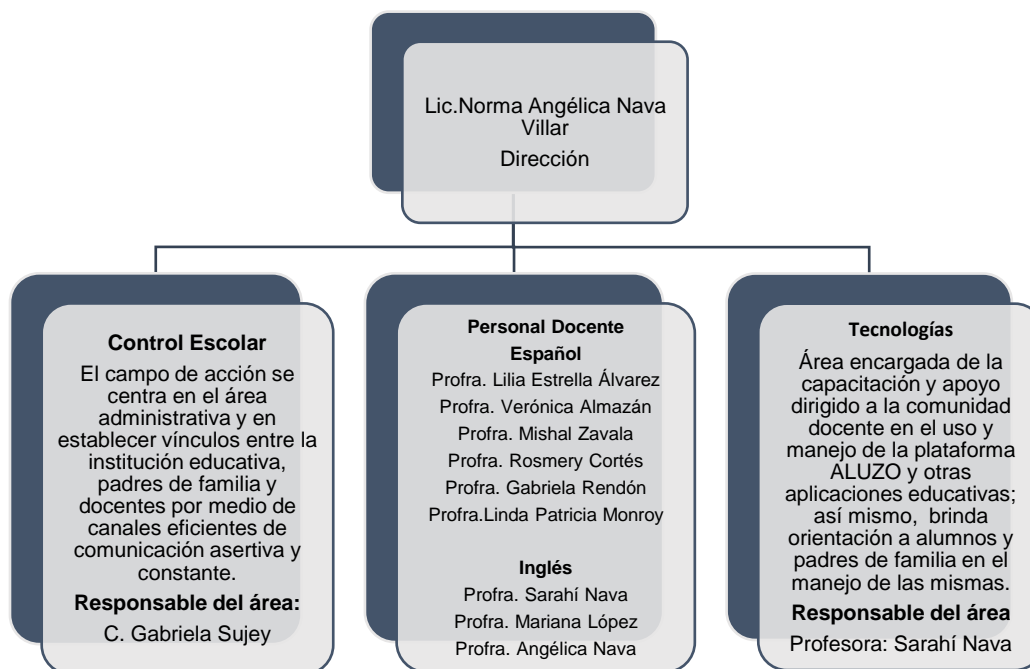 Lic.Norma Angélica Nava
Villar
Dirección
Control Escolar
El campo de acción se
centra en el área
administrativa y en
establecer vínculos entre la
institución educativa,
padres de familia y
docentes por medio de
canales eficientes de
comunicación asertiva y
constante.
Responsable del área:
C. Gabriela Sujey
Personal Docente
Español
Profra. Lilia Estrella Álvarez
Profra. Verónica Almazán
Profra. Mishal Zavala
Profra. Rosmery Cortés
Profra. Gabriela Rendón
Profra.Linda Patricia Monroy
Inglés
Profra. Sarahí Nava
Profra. Mariana López
Profra. Angélica Nava
Tecnologías
Área encargada de la
capacitación y apoyo
dirigido a la comunidad
docente en el uso y
manejo de la plataforma
ALUZO y otras
aplicaciones educativas;
así mismo, brinda
orientación a alumnos y
padres de familia en el
manejo de las mismas.
Responsable del área
Profesora: Sarahí Nava